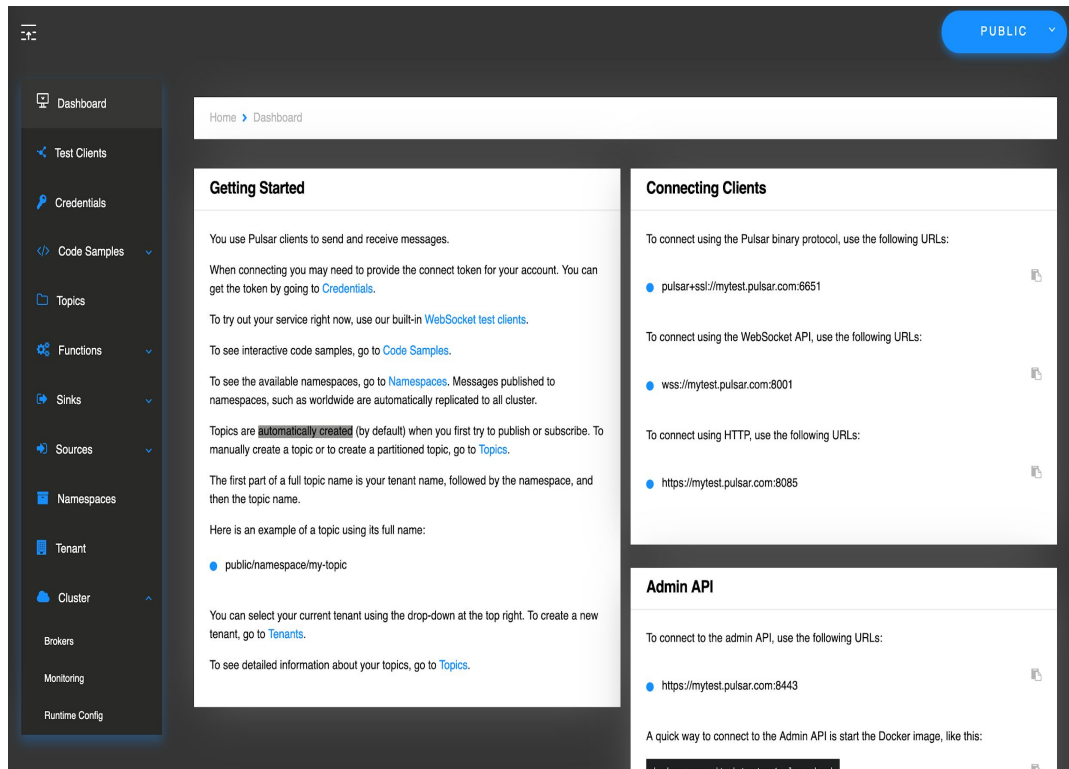 PUBLIC
Dashboard
Test Clients
Credentials
Code Samples
Topics
Functions
Sinks
Sources
Namespaces
Tenant
Cluster
Brokers
Monitoring
Runtime Config
Home > Dashboard
Getting Started
You use Pulsar clients to send and receive messages.
When connecting you may need to provide the connect token for your account. You can
get the token by going to Credentials.
To try out your service right now, use our built-in WebSocket test clients.
To see interactive code samples, go to Code Samples.
To see the available namespaces, go to Namespaces. Messages published to
namespaces, such as worldwide are automatically replicated to all cluster.
Topics are automatically created (by default) when you first try to publish or subscribe. To
manually create a topic or to create a partitioned topic, go to Topics.
The first part of a full topic name is your tenant name, followed by the namespace, and
then the topic name.
Here is an example of a topic using its full name:
public/namespace/my-topic
You can select your current tenant using the drop-down at the top right. To create a new
tenant, go to Tenants.
To see detailed information about your topics, go to Topics.
Connecting Clients
To connect using the Pulsar binary protocol, use the following URLs:
pulsar+ssl://mytest.pulsar.com:6651
To connect using the WebSocket API, use the following URLs:
wss://mytest.pulsar.com:8001
To connect using HTTP, use the following URLs:
https://mytest.pulsar.com:8085
Admin API
To connect to the admin API, use the following URLs:
https://mytest.pulsar.com:8443
A quick way to connect to the Admin API is start the Docker image, like this: